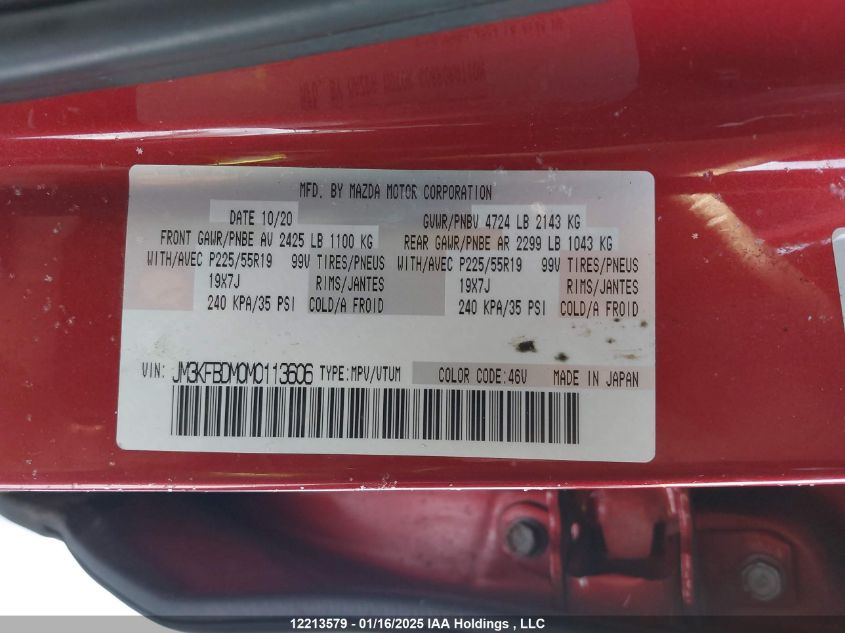 MFD. BY MAZDA MOTOR CORPORATION
DATE 10/20 GVWR/PNBV 4724 LB 2143 KG
FRONT GAWR/PNBE AV 2425 LB 1100 KG REAR GAWR/PNBE AR 2299 LB 1043 KG
WITH/AVEC P225/55R19 99V TIRES/PNEUS WITH/AVEC P225/55R19 99V TIRES/PNEUS
19X7J RIMS/JANTES 19X7J RIMS/JANTES
240 KPA/35 PSI COLD/A FROID 240 KPA/35 PSI COLD/A FROID
VIN: JM3KFBDM0M0113606 TYPE:MPV/VTUM COLOR CODE:46V MADE IN JAPAN
12213579 - 01/16/2025 IAA Holdings , LLC